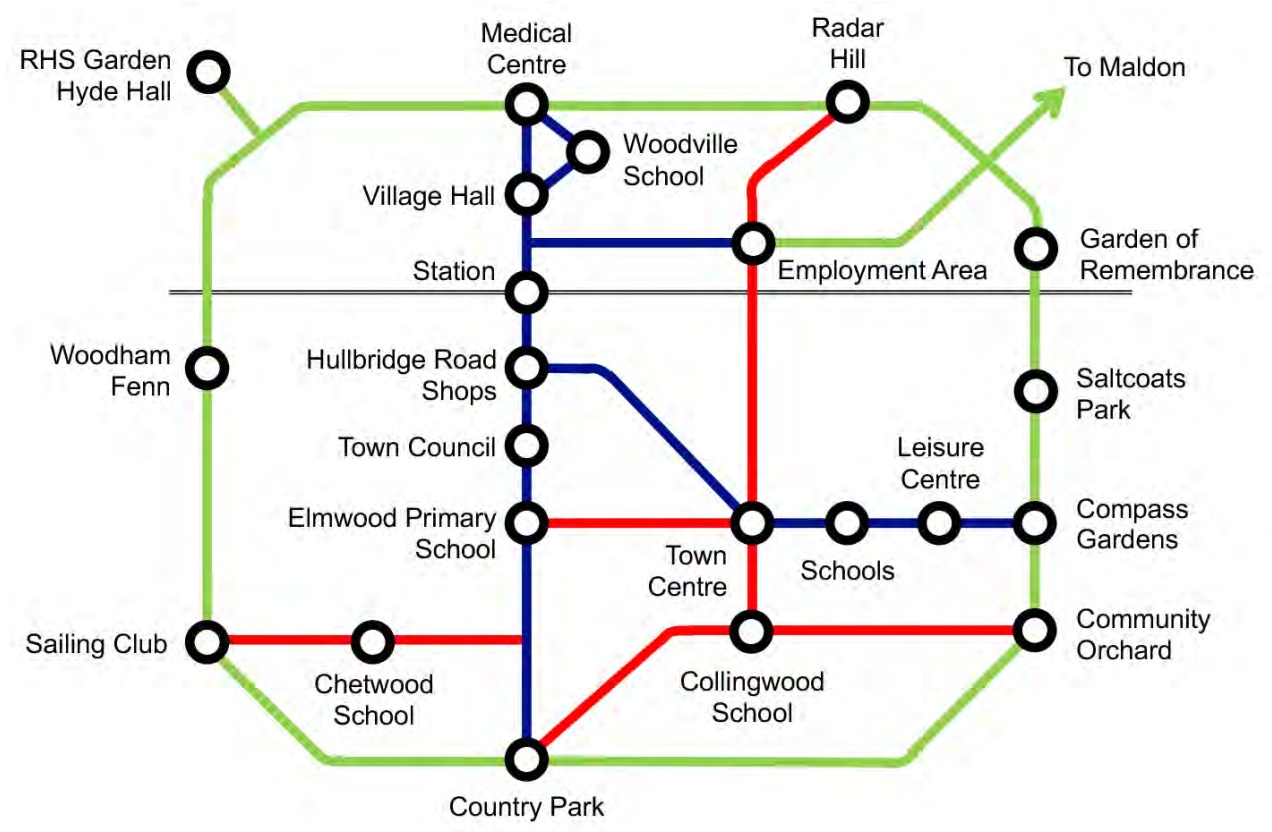 Medical
Centre
Radar
Hill
RHS Garden
Hyde Hall
To Maldon
Woodville
School
Village Hall
Garden of
Remembrance
Station
Employment Area
Woodham
Fenn
Hullbridge Road
Shops
Saltcoats
Park
Town Council
Leisure
Centre
Elmwood Primary
School
Compass
Gardens
Town
Centre
Schools
Sailing Club
Community
Orchard
Chetwood
School
Collingwood
School
Country Park